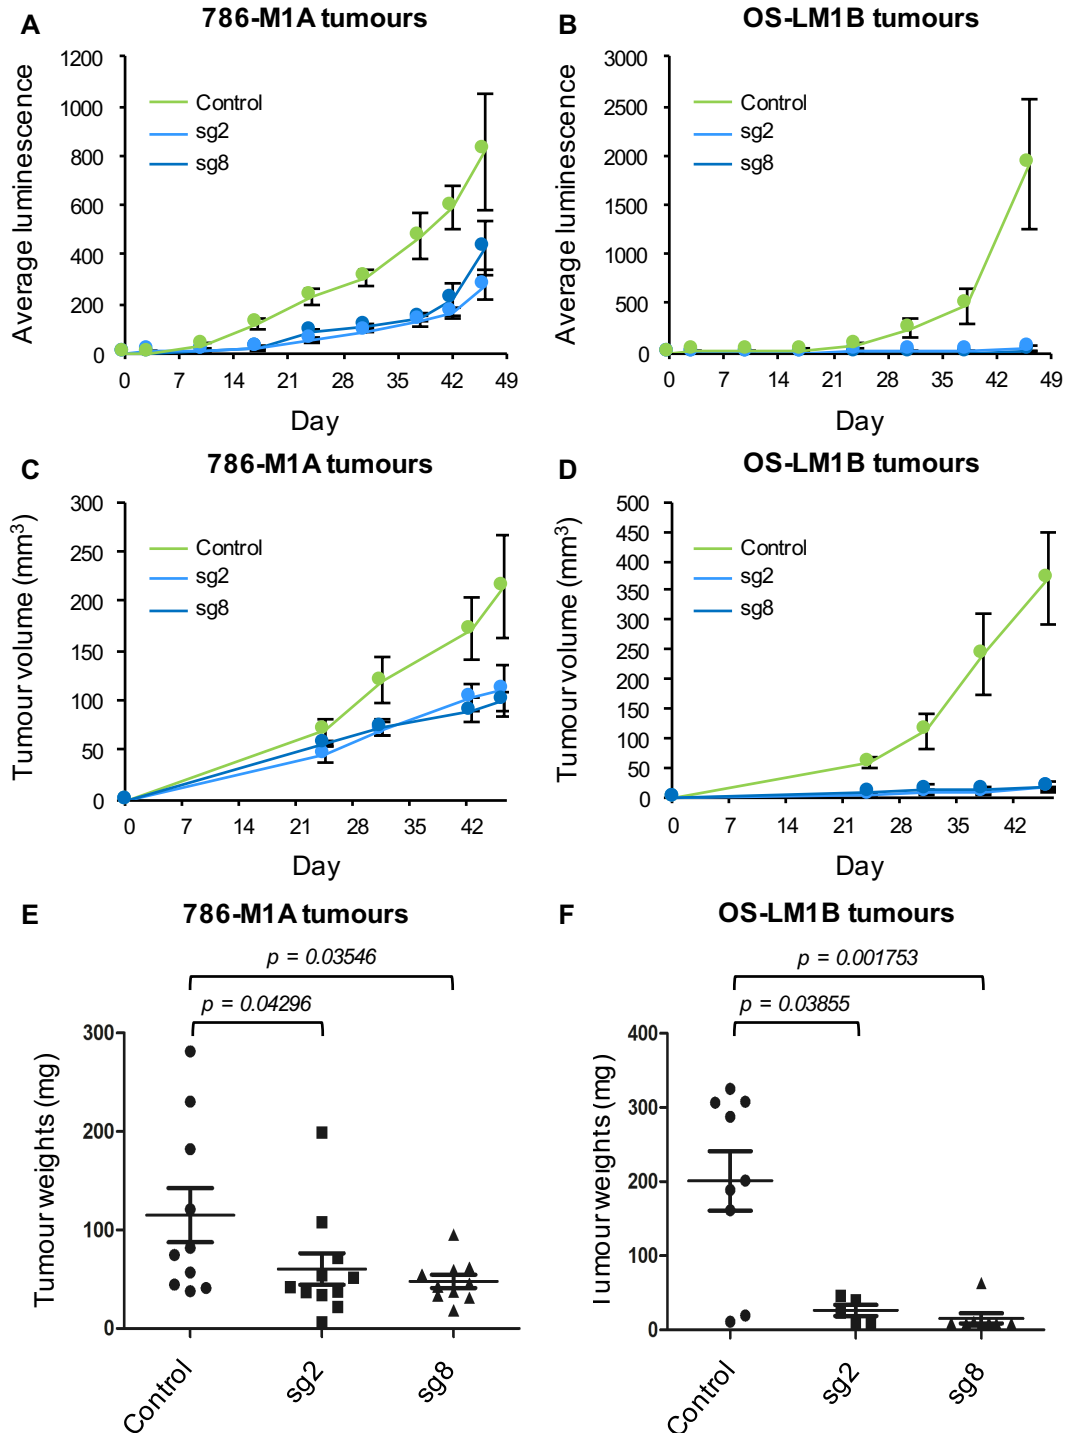 A 786-M1A tumours
Average luminescence
1200
1000
800
600
400
200
0
Control
sg2
sg8
0 7 14 21 28 35 42 49
Day
B OS-LM1B tumours
Average luminescence
3000
2500
2000
1500
1000
500
0
Control
sg2
sg8
0 7 14 21 28 35 42 49
Day
C 786-M1A tumours
Tumour volume (mm³)
300
250
200
150
100
50
0
Control
sg2
sg8
0 7 14 21 28 35 42
Day
D OS-LM1B tumours
Tumour volume (mm³)
500
450
400
350
300
250
200
150
100
50
0
Control
sg2
sg8
0 7 14 21 28 35 42
Day
E 786-M1A tumours
p = 0.03546
p = 0.04296
Tumour weights (mg)
300
200
100
0
Control sg2 sg8
F OS-LM1B tumours
p = 0.001753
p = 0.03855
Tumour weights (mg)
400
300
200
100
0
Control sg2 sg8